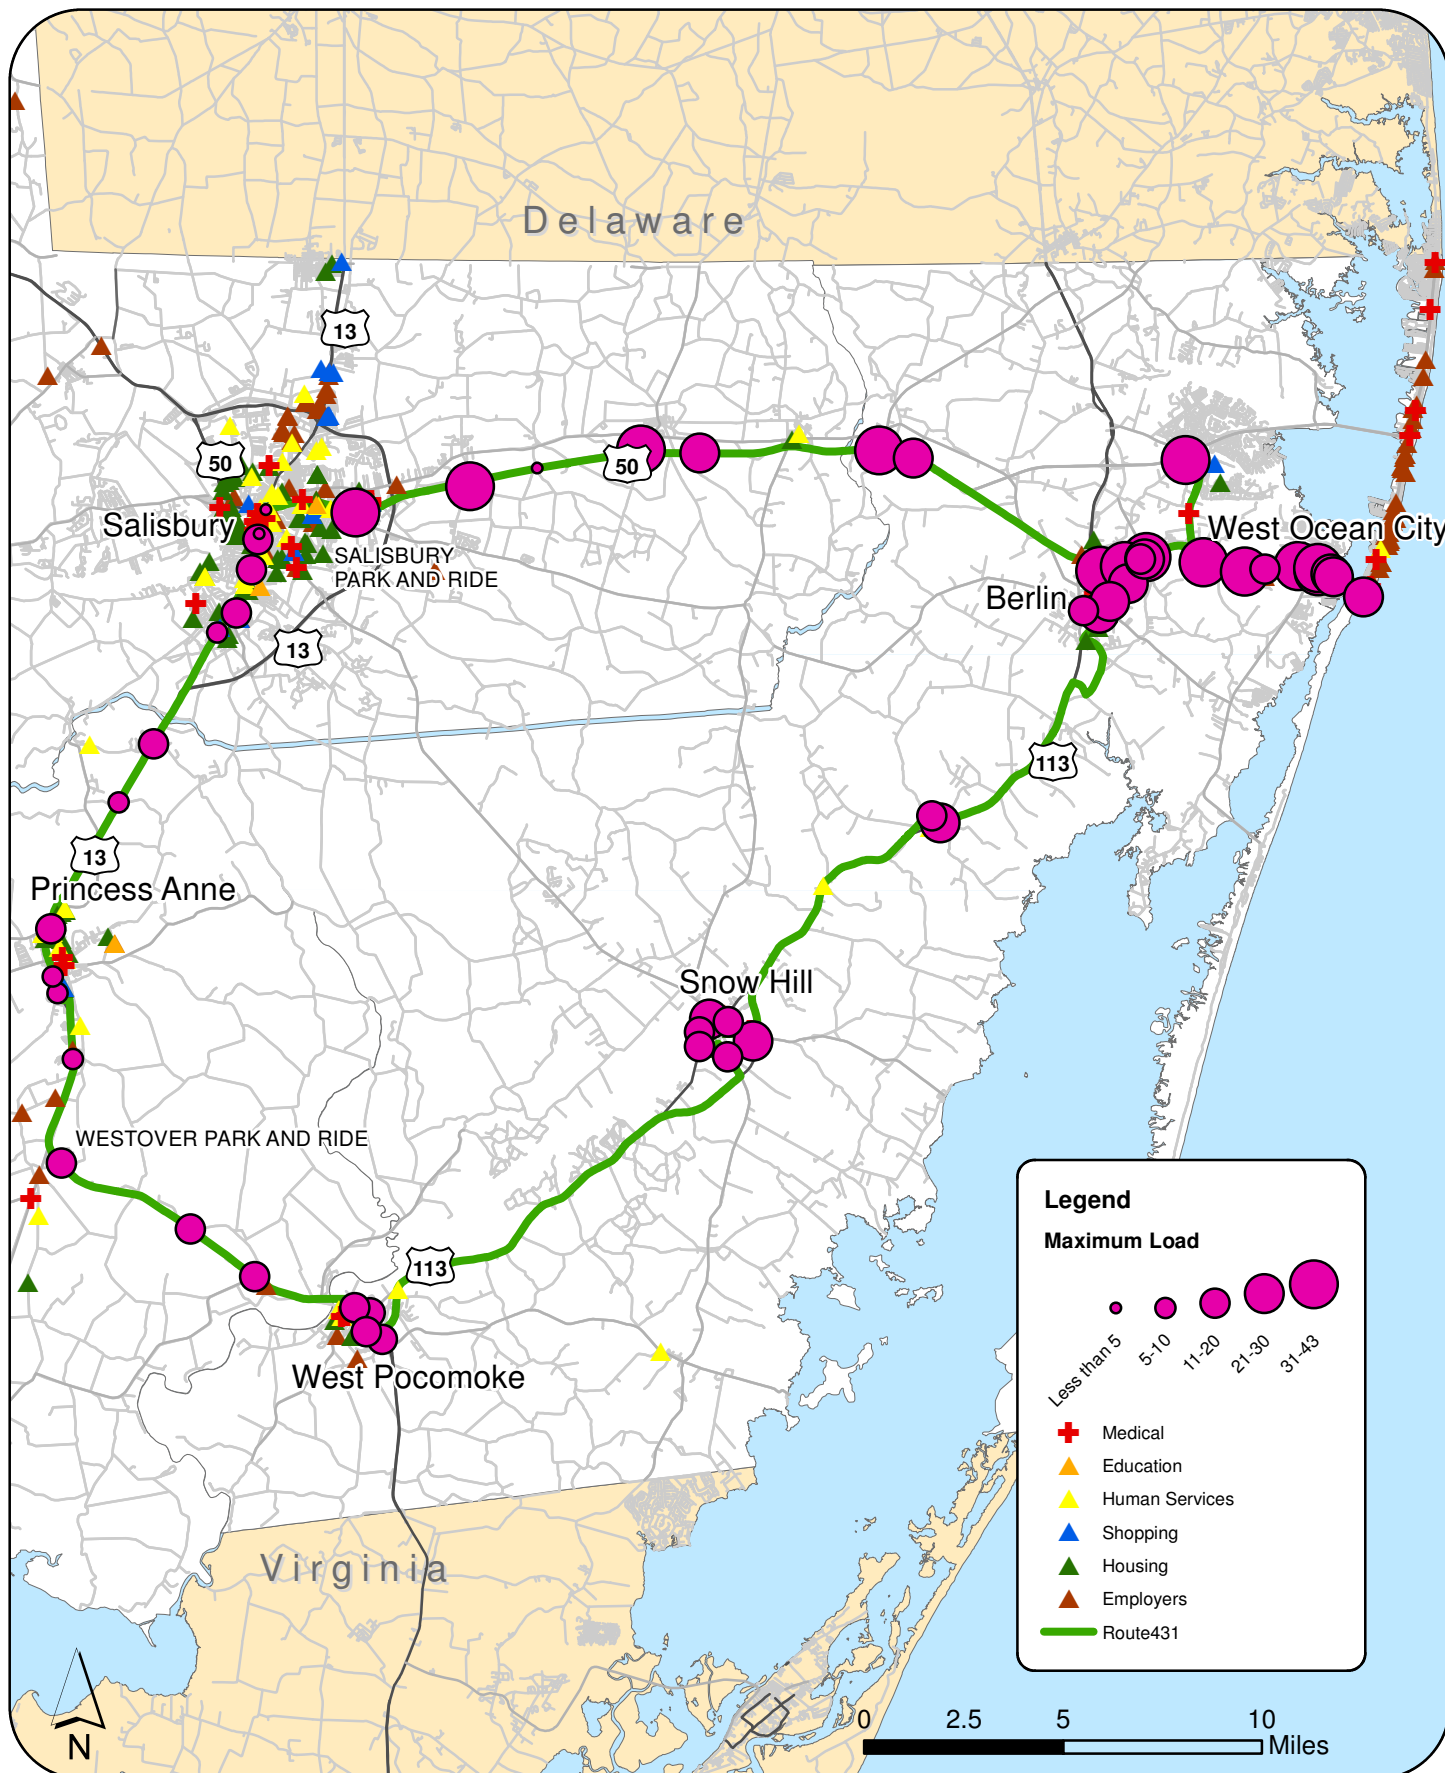 Delaware
13
50
50
Salisbury
SALISBURY
PARK AND RIDE
West Ocean City
Berlin
13
113
13
Princess Anne
Snow Hill
WESTOVER PARK AND RIDE
113
West Pocomoke
Virginia
Legend
Maximum Load
Less than 5
5-10
11-20
21-30
31-43
Medical
Education
Human Services
Shopping
Housing
Employers
Route431
N
0
2.5
5
10
Miles